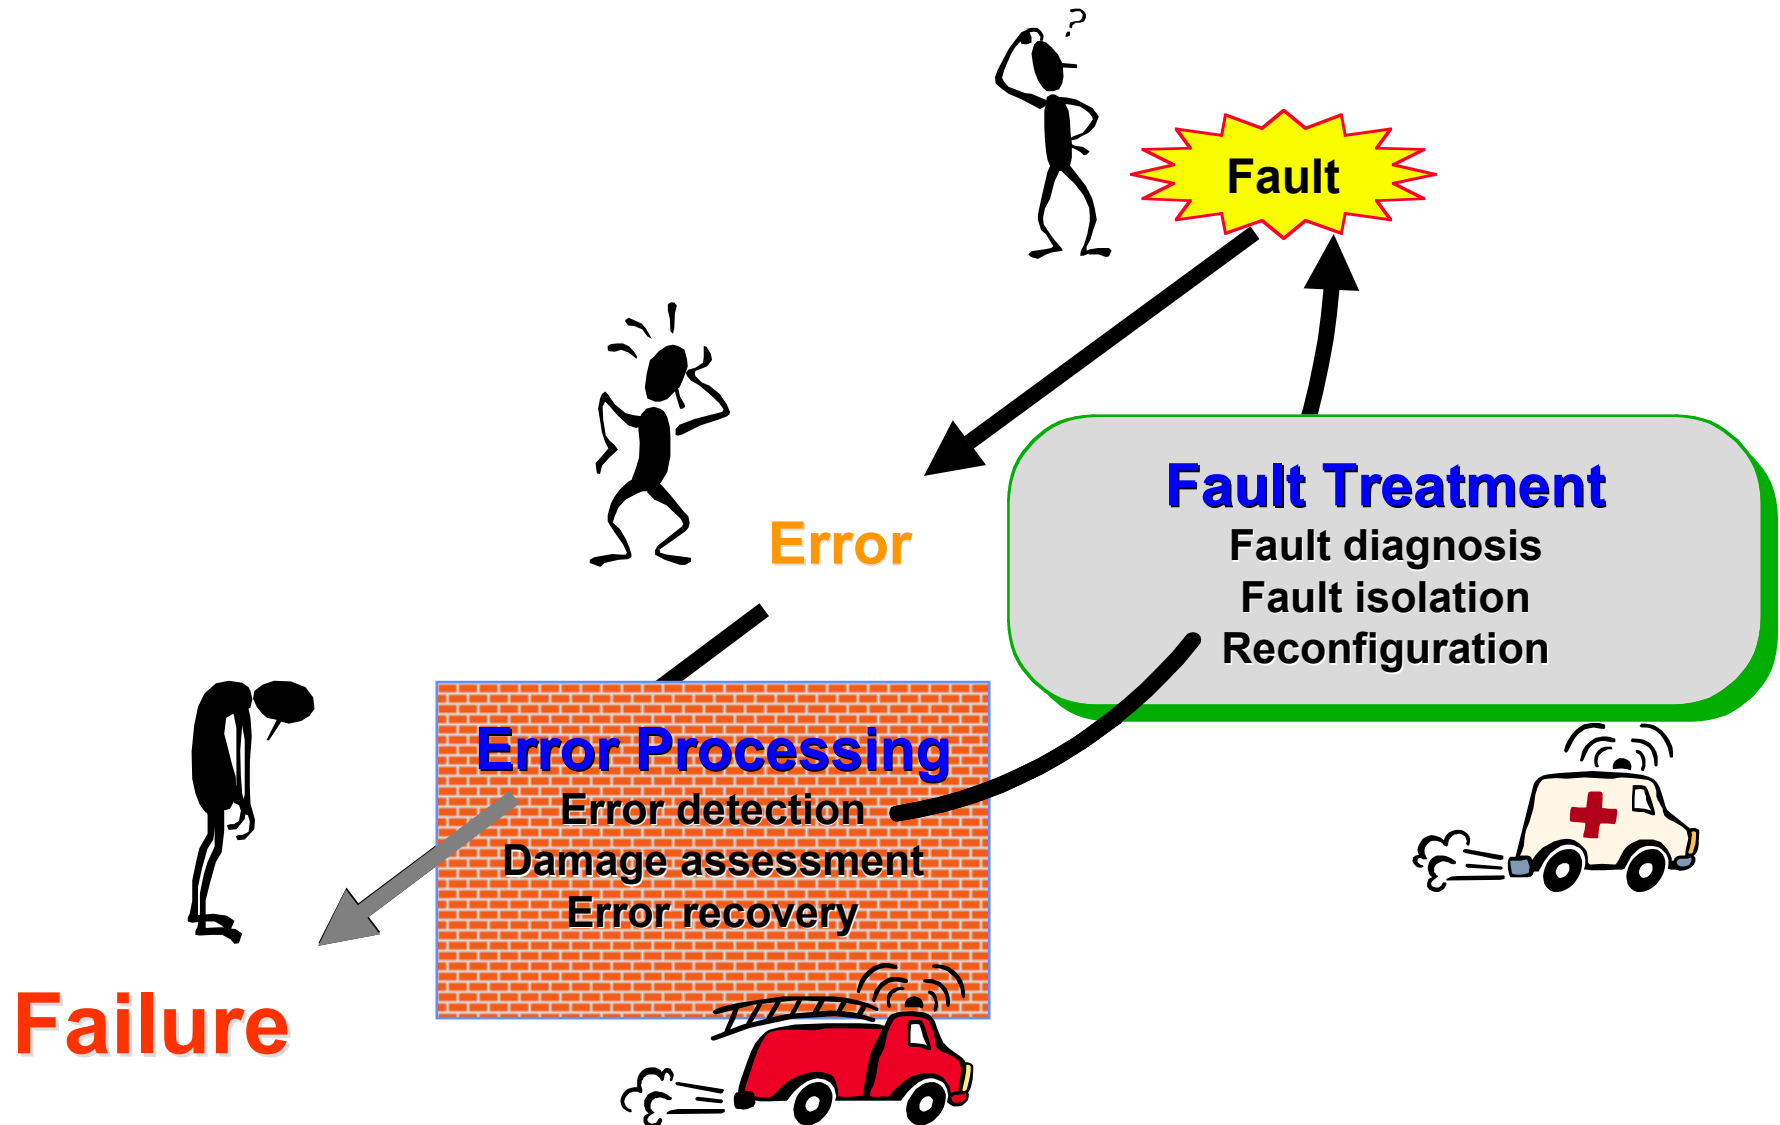 ?
Fault
Fault Treatment
Fault diagnosis
Fault isolation
Reconfiguration
Error
Error Processing
Error detection
Damage assessment
Error recovery
Failure